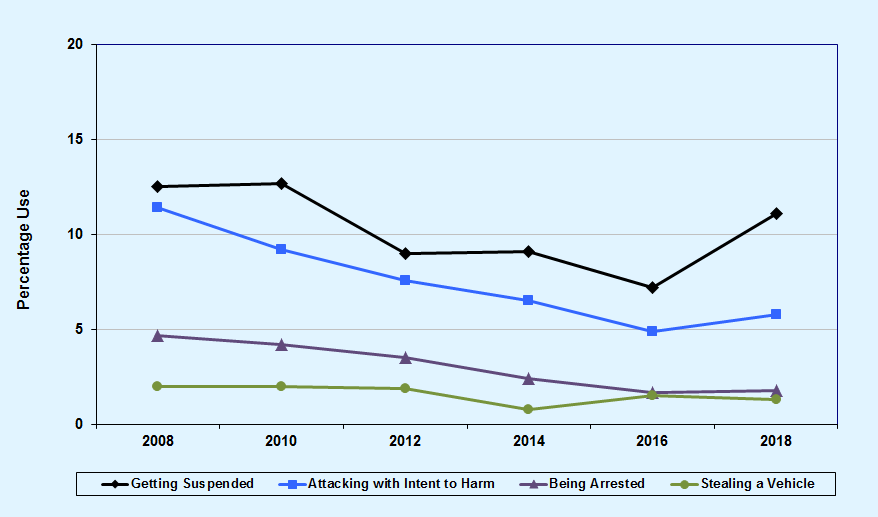 20
15
10
5
0
Percentage Use
2008 2010 2012 2014 2016 2018
Getting Suspended Attacking with Intent to Harm Being Arrested Stealing a Vehicle